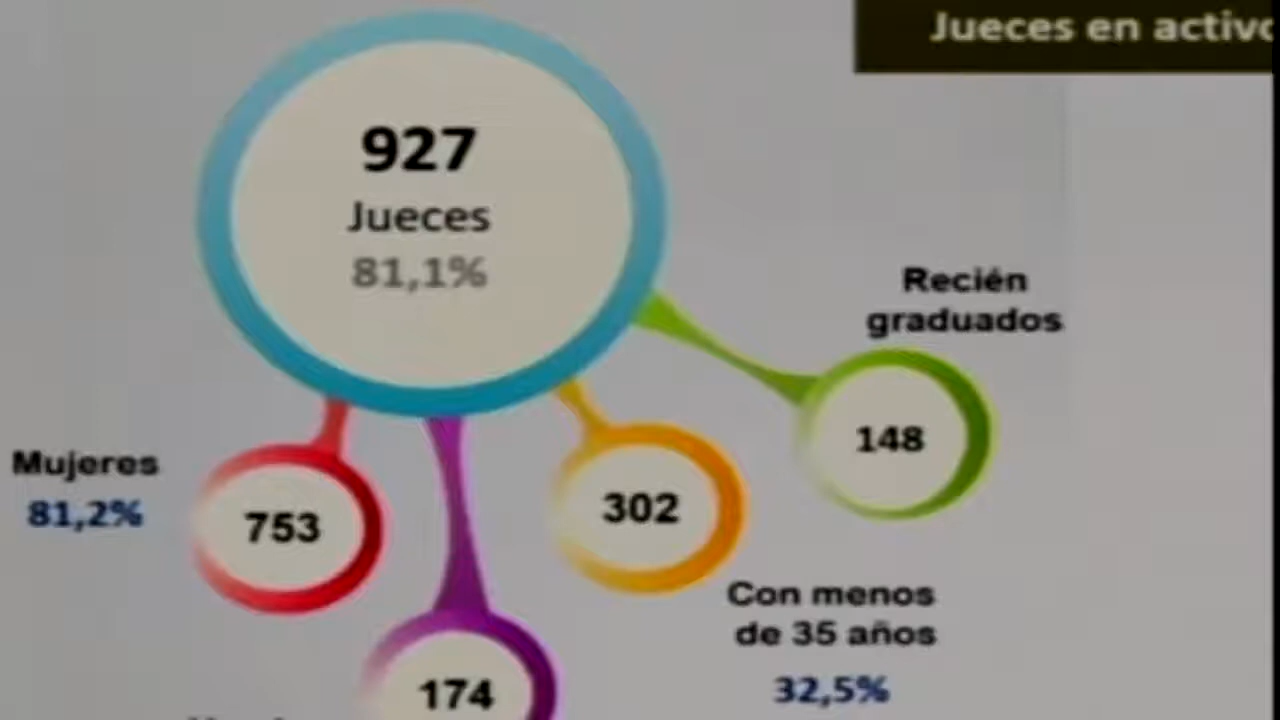 Jueces en activo
927
Jueces
81,1%
Recién
graduados
148
Mujeres
81,2%
753
302
Con menos
de 35 años
32,5%
174